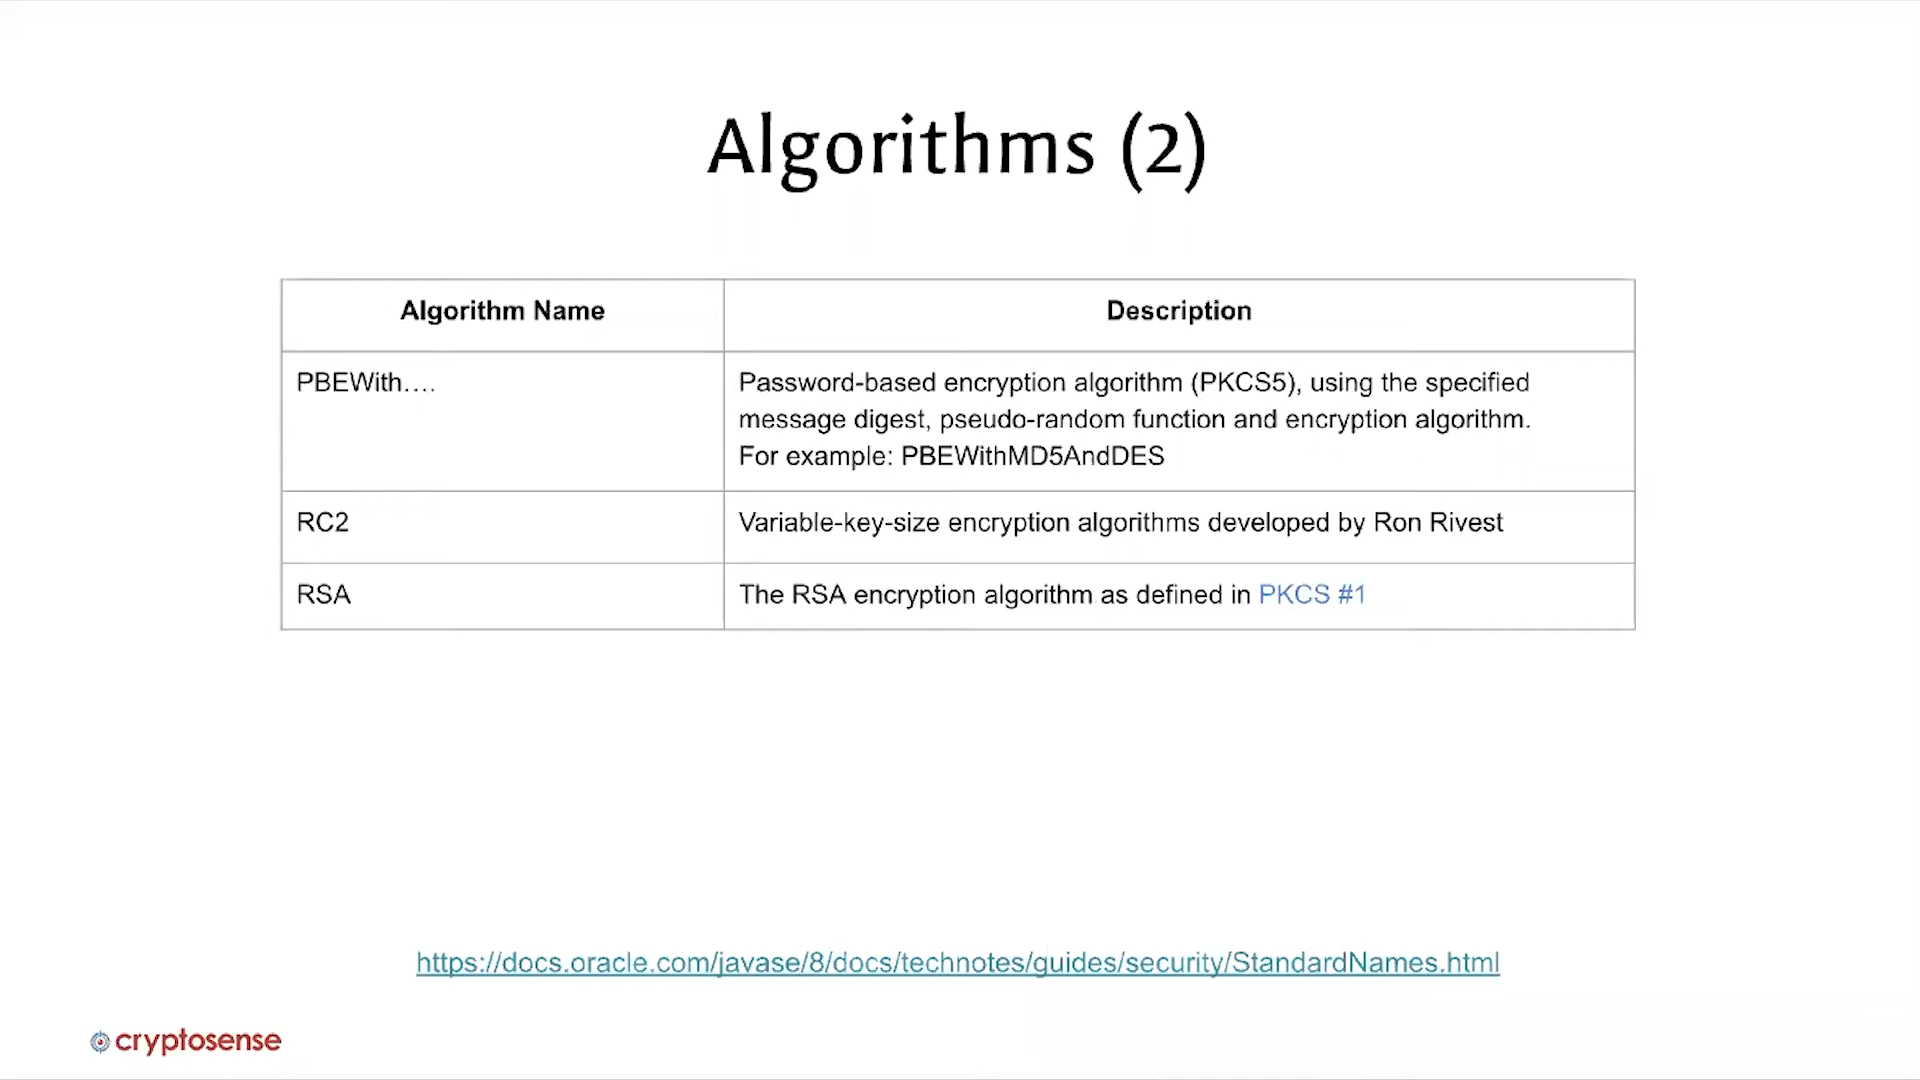 Algorithms (2)
Algorithm Name
Description
PBEWith….
Password-based encryption algorithm (PKCS5), using the specified
message digest, pseudo-random function and encryption algorithm.
For example: PBEWithMD5AndDES
RC2
Variable-key-size encryption algorithms developed by Ron Rivest
RSA
The RSA encryption algorithm as defined in PKCS #1
https://docs.oracle.com/javase/8/docs/technotes/guides/security/StandardNames.html
cryptosense